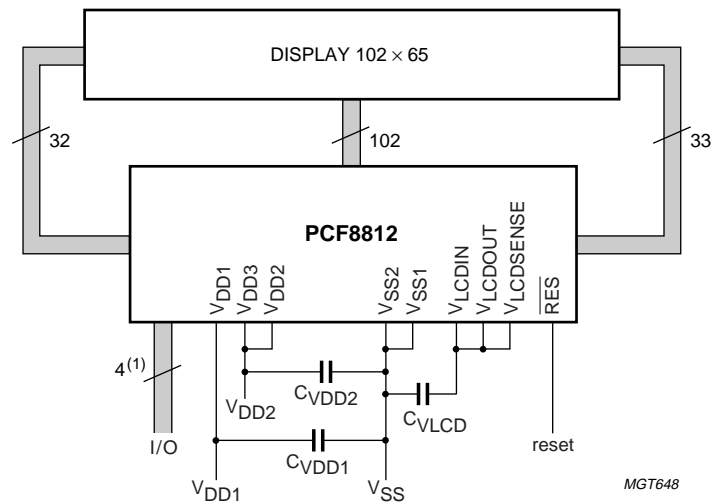 DISPLAY 102 × 65
32
102
33
PCF8812
VDD1
VDD3
VDD2
VSS2
VSS1
VLCDIN
VLCDOUT
VLCDSENSE
RES
4(1)
VDD2
CVDD2
CVLCD
I/O
CVDD1
reset
VDD1
VSS
MGT648